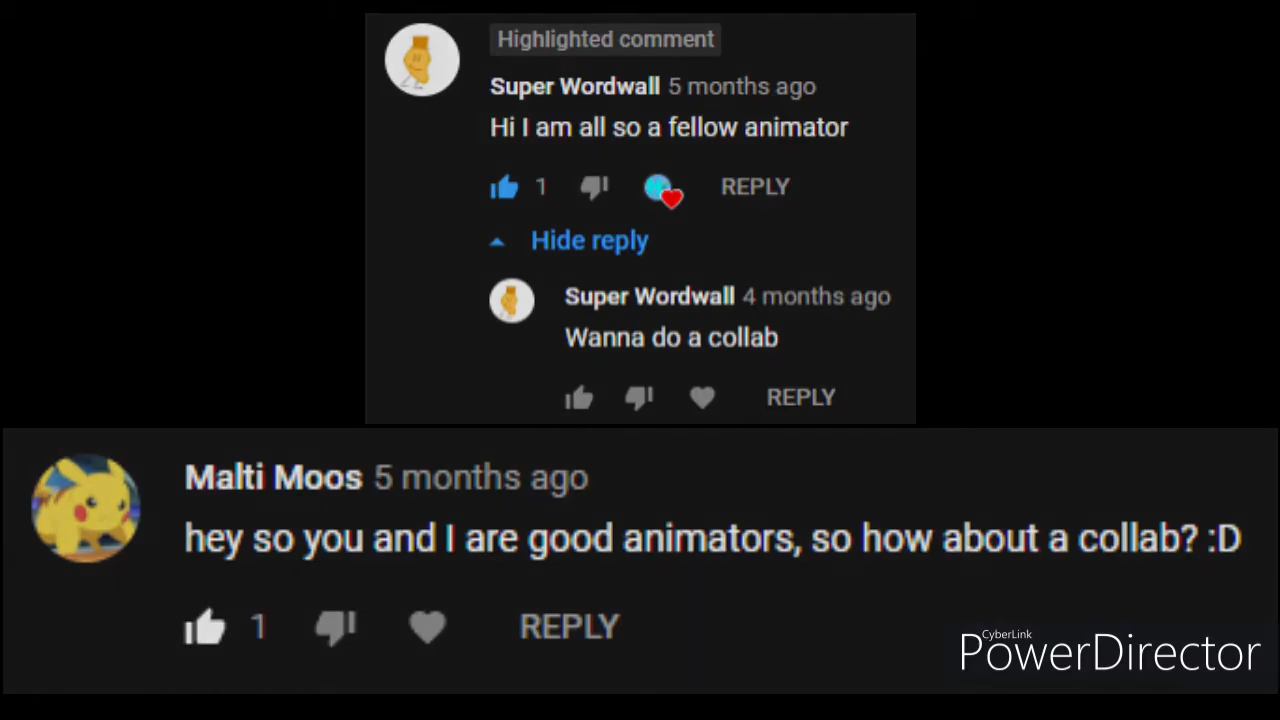 Highlighted comment
Super Wordwall 5 months ago
Hi I am all so a fellow animator
1 REPLY
Hide reply
Super Wordwall 4 months ago
Wanna do a collab
REPLY
Malti Moos 5 months ago
hey so you and I are good animators, so how about a collab? :D
1 REPLY
CyberLink
PowerDirector